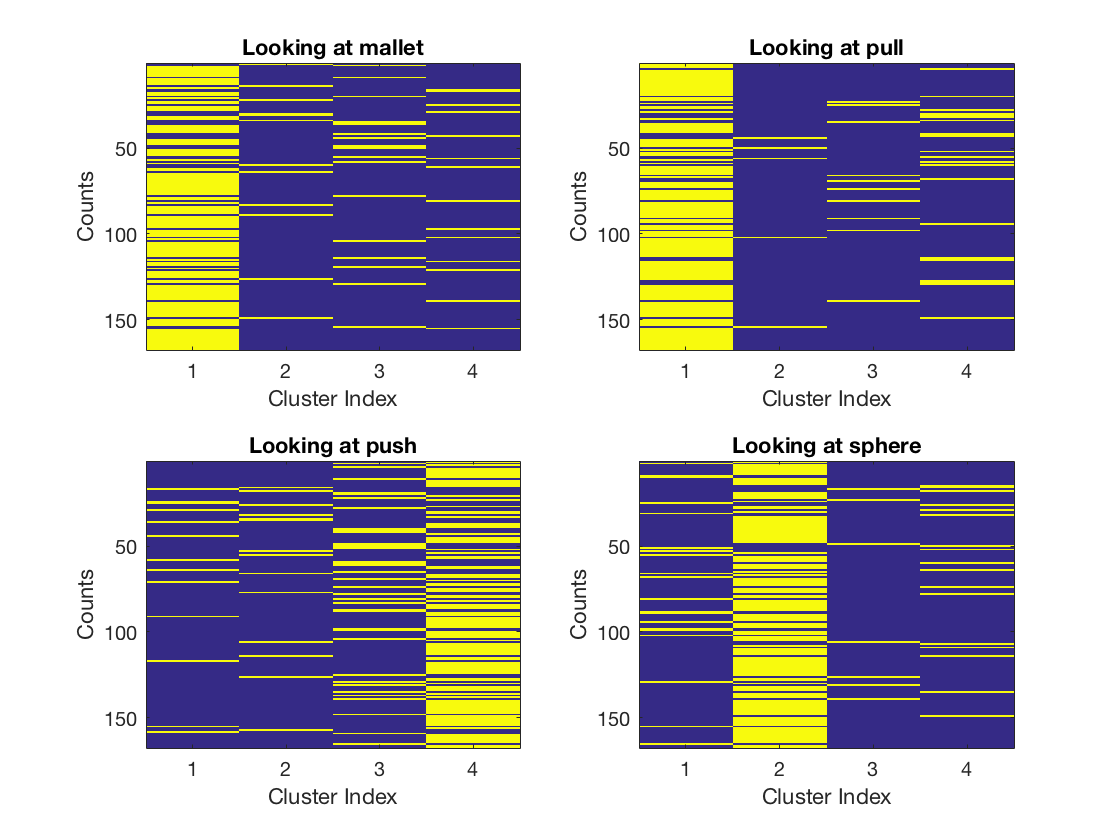 Looking at mallet
Counts
50
100
150
1 2 3 4
Cluster Index
Looking at pull
Counts
50
100
150
1 2 3 4
Cluster Index
Looking at push
Counts
50
100
150
1 2 3 4
Cluster Index
Looking at sphere
Counts
50
100
150
1 2 3 4
Cluster Index